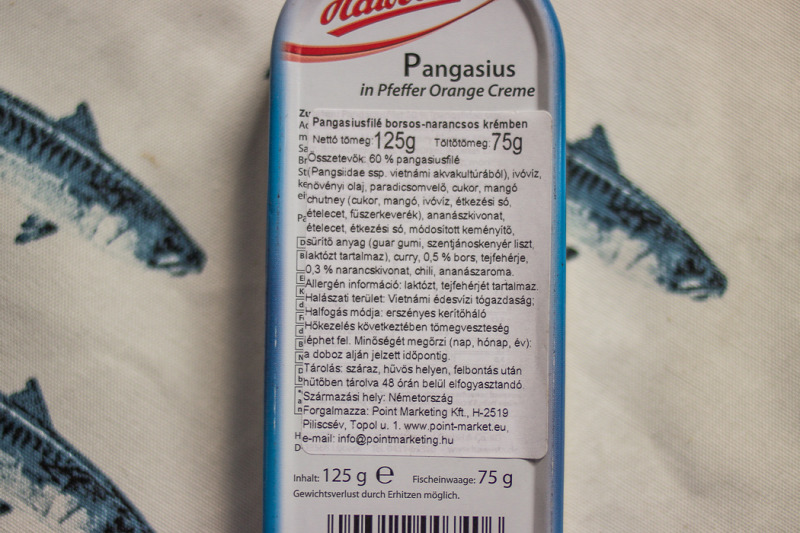 Pangasius
in Pfeffer Orange Creme
Pangasiusfilé borsos-narancsos krémben
Nettó tömeg: 125g Töltötömeg: 75g
Összetevők: 60 % pangasiusfilé
(Pangsiidae ssp. vietnámi akvakultúrából), ivóvíz,
növényi olaj, paradicsomvelő, cukor, mangó
chutney (cukor, mangó, ivóvíz, étkezési só,
ételecet, fűszerkeverék), ananászkivonat,
ételecet, étkezési só, módosított keményítő,
sűrítő anyag (guar gumi, szentjánoskenyér liszt,
laktózt tartalmaz), curry, 0,5 % bors, tejfehérje,
0,3 % narancskivonat, chili, ananászaroma.
Allergén információ: laktózt, tejfehérjét tartalmaz.
Halászati terület: Vietnámi édesvízi tógazdaság;
Halfogás módja: erszényes kerítőháló
Hőkezelés következtében tömegveszteség
léphet fel. Minőségét megőrzi (nap, hónap, év):
a doboz alján jelzett időpontig.
Tárolás: száraz, hűvös helyen, felbontás után
hűtőben tárolva 48 órán belül elfogyasztandó.
Származási hely: Németország
Forgalmazza: Point Marketing Kft., H-2519
Piliscsév, Topol u. 1. www.point-market.eu,
e-mail: info@pointmarketing.hu
Inhalt: 125 g ℮ Fischeinwaage: 75 g
Gewichtsverlust durch Erhitzen möglich.